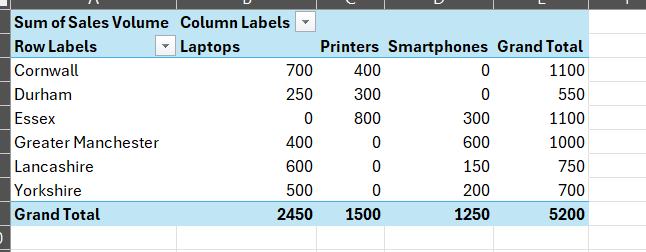 Sum of Sales Volume Column Labels
Row Labels Laptops Printers Smartphones Grand Total
Cornwall 700 400 0 1100
Durham 250 300 0 550
Essex 0 800 300 1100
Greater Manchester 400 0 600 1000
Lancashire 600 0 150 750
Yorkshire 500 0 200 700
Grand Total 2450 1500 1250 5200